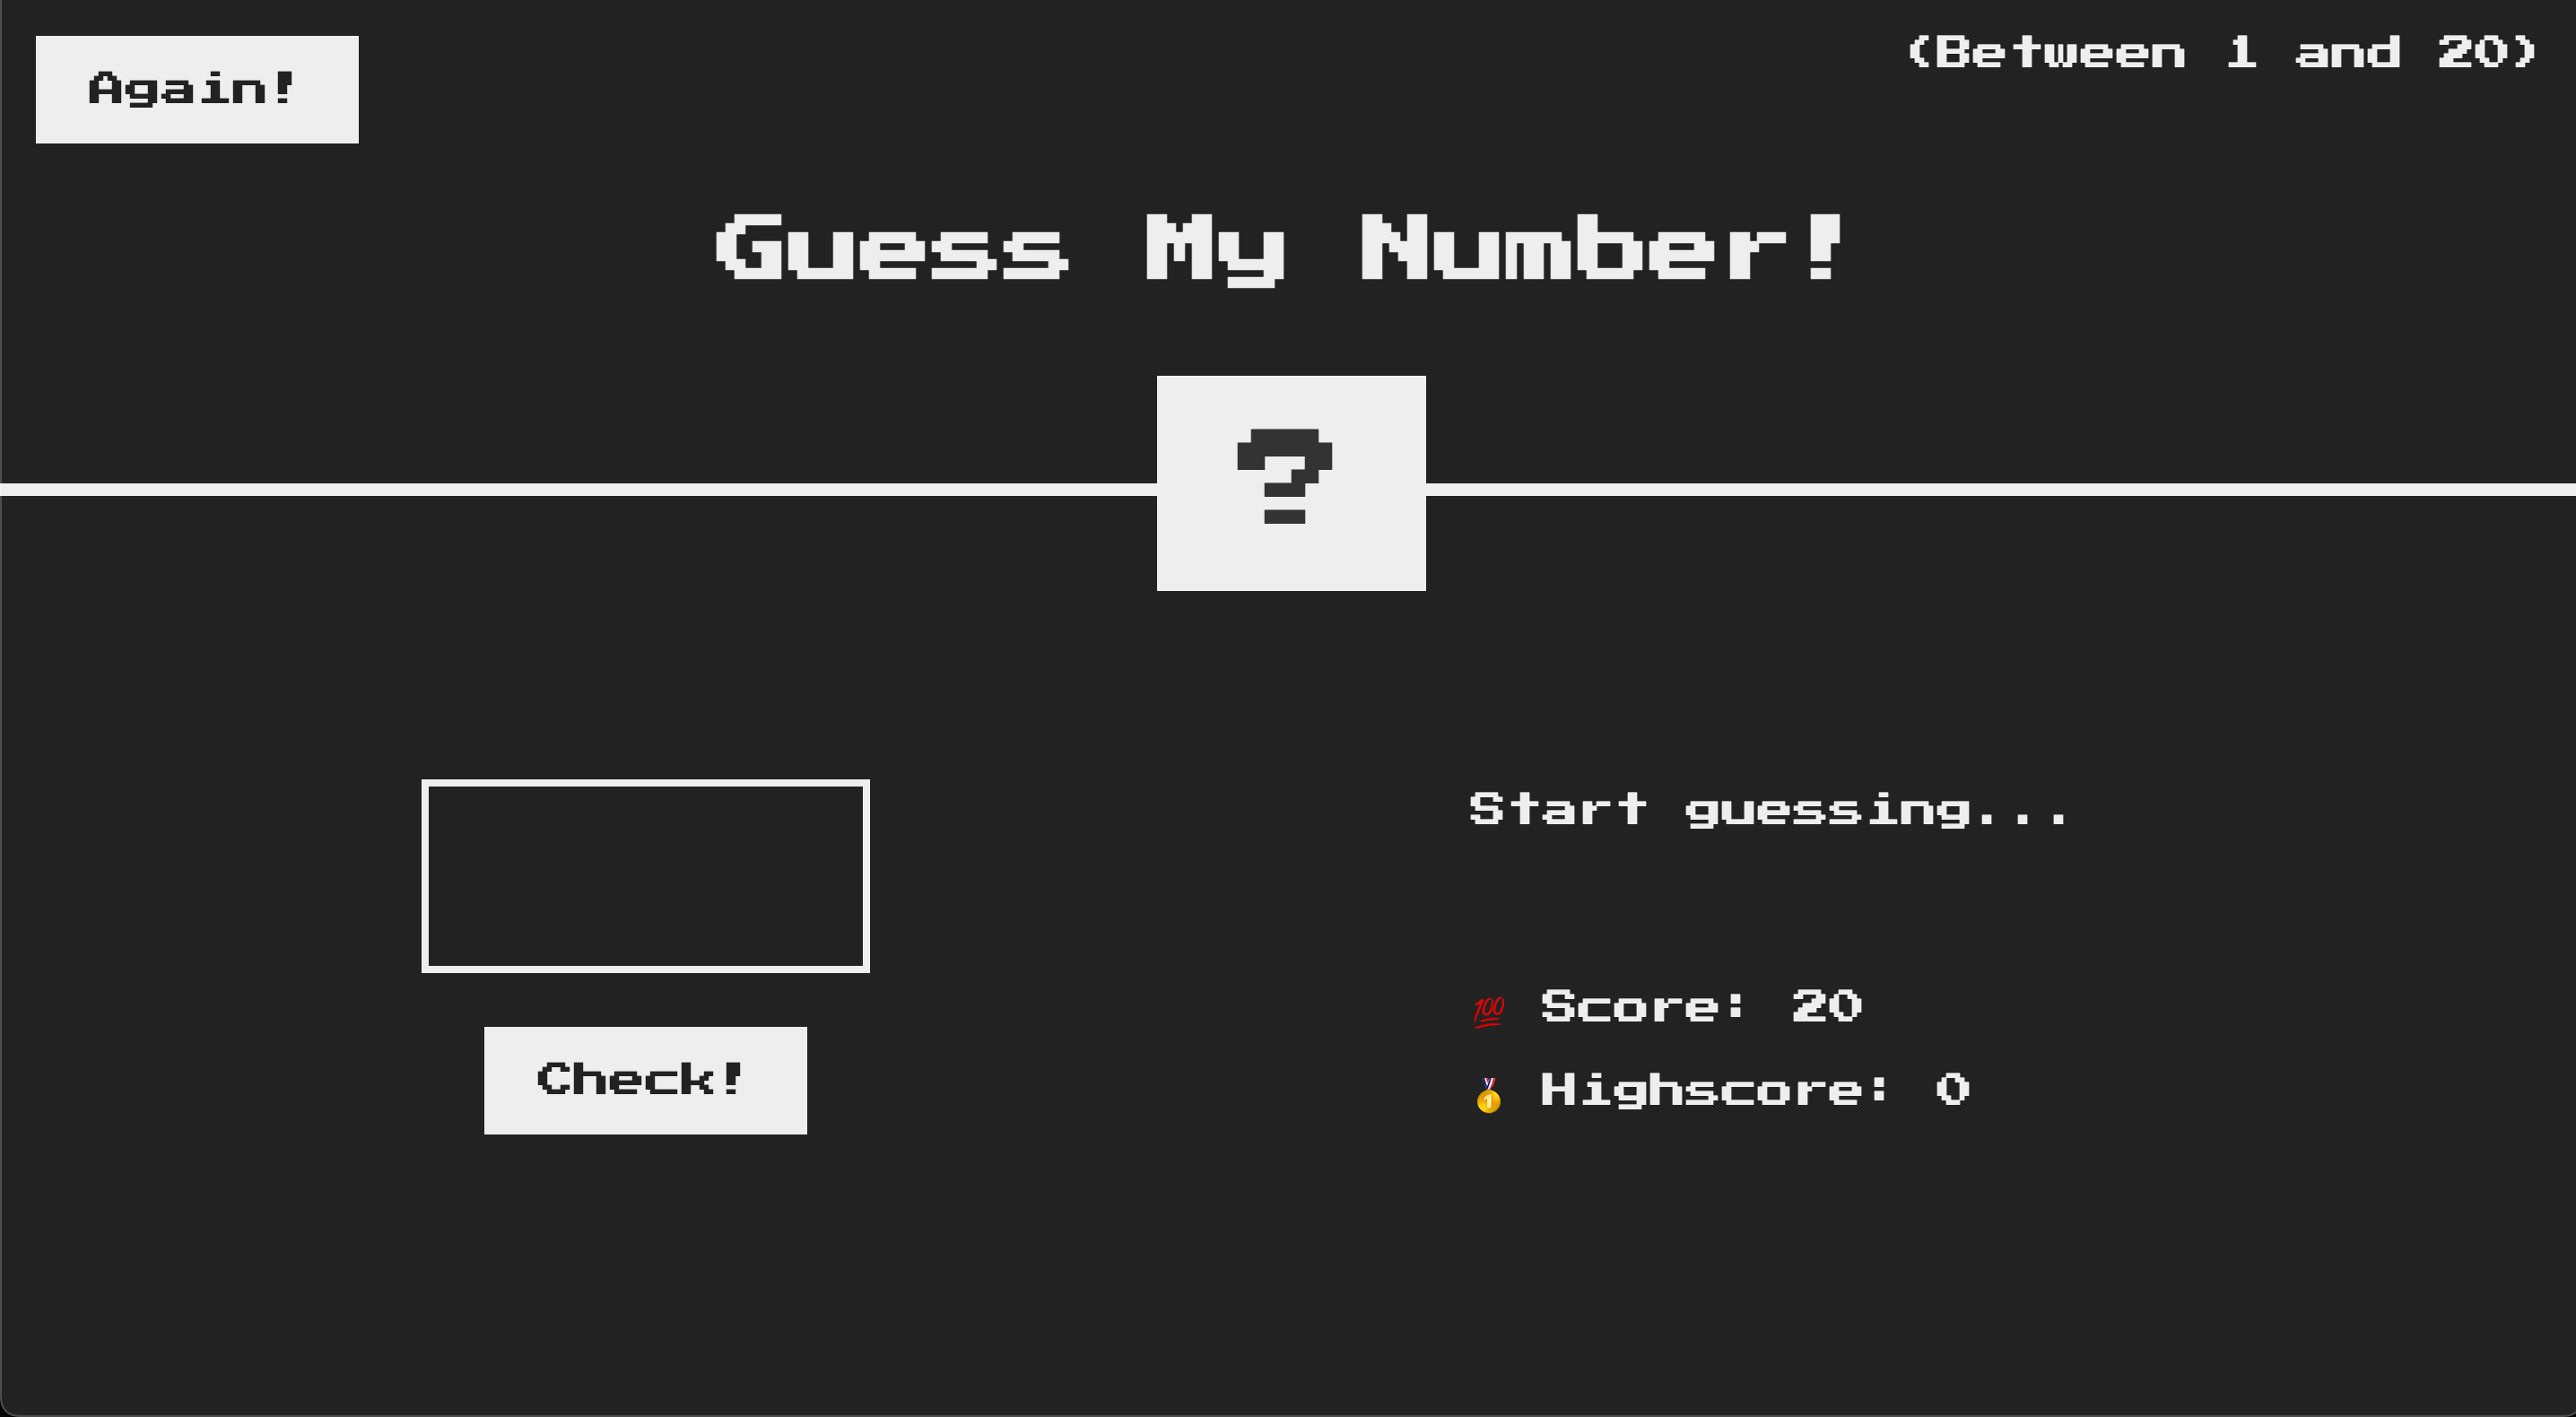 Again!
(Between 1 and 20)
Guess My Number!
?
Start guessing...
💯 Score: 20
🥇 Highscore: 0
Check!